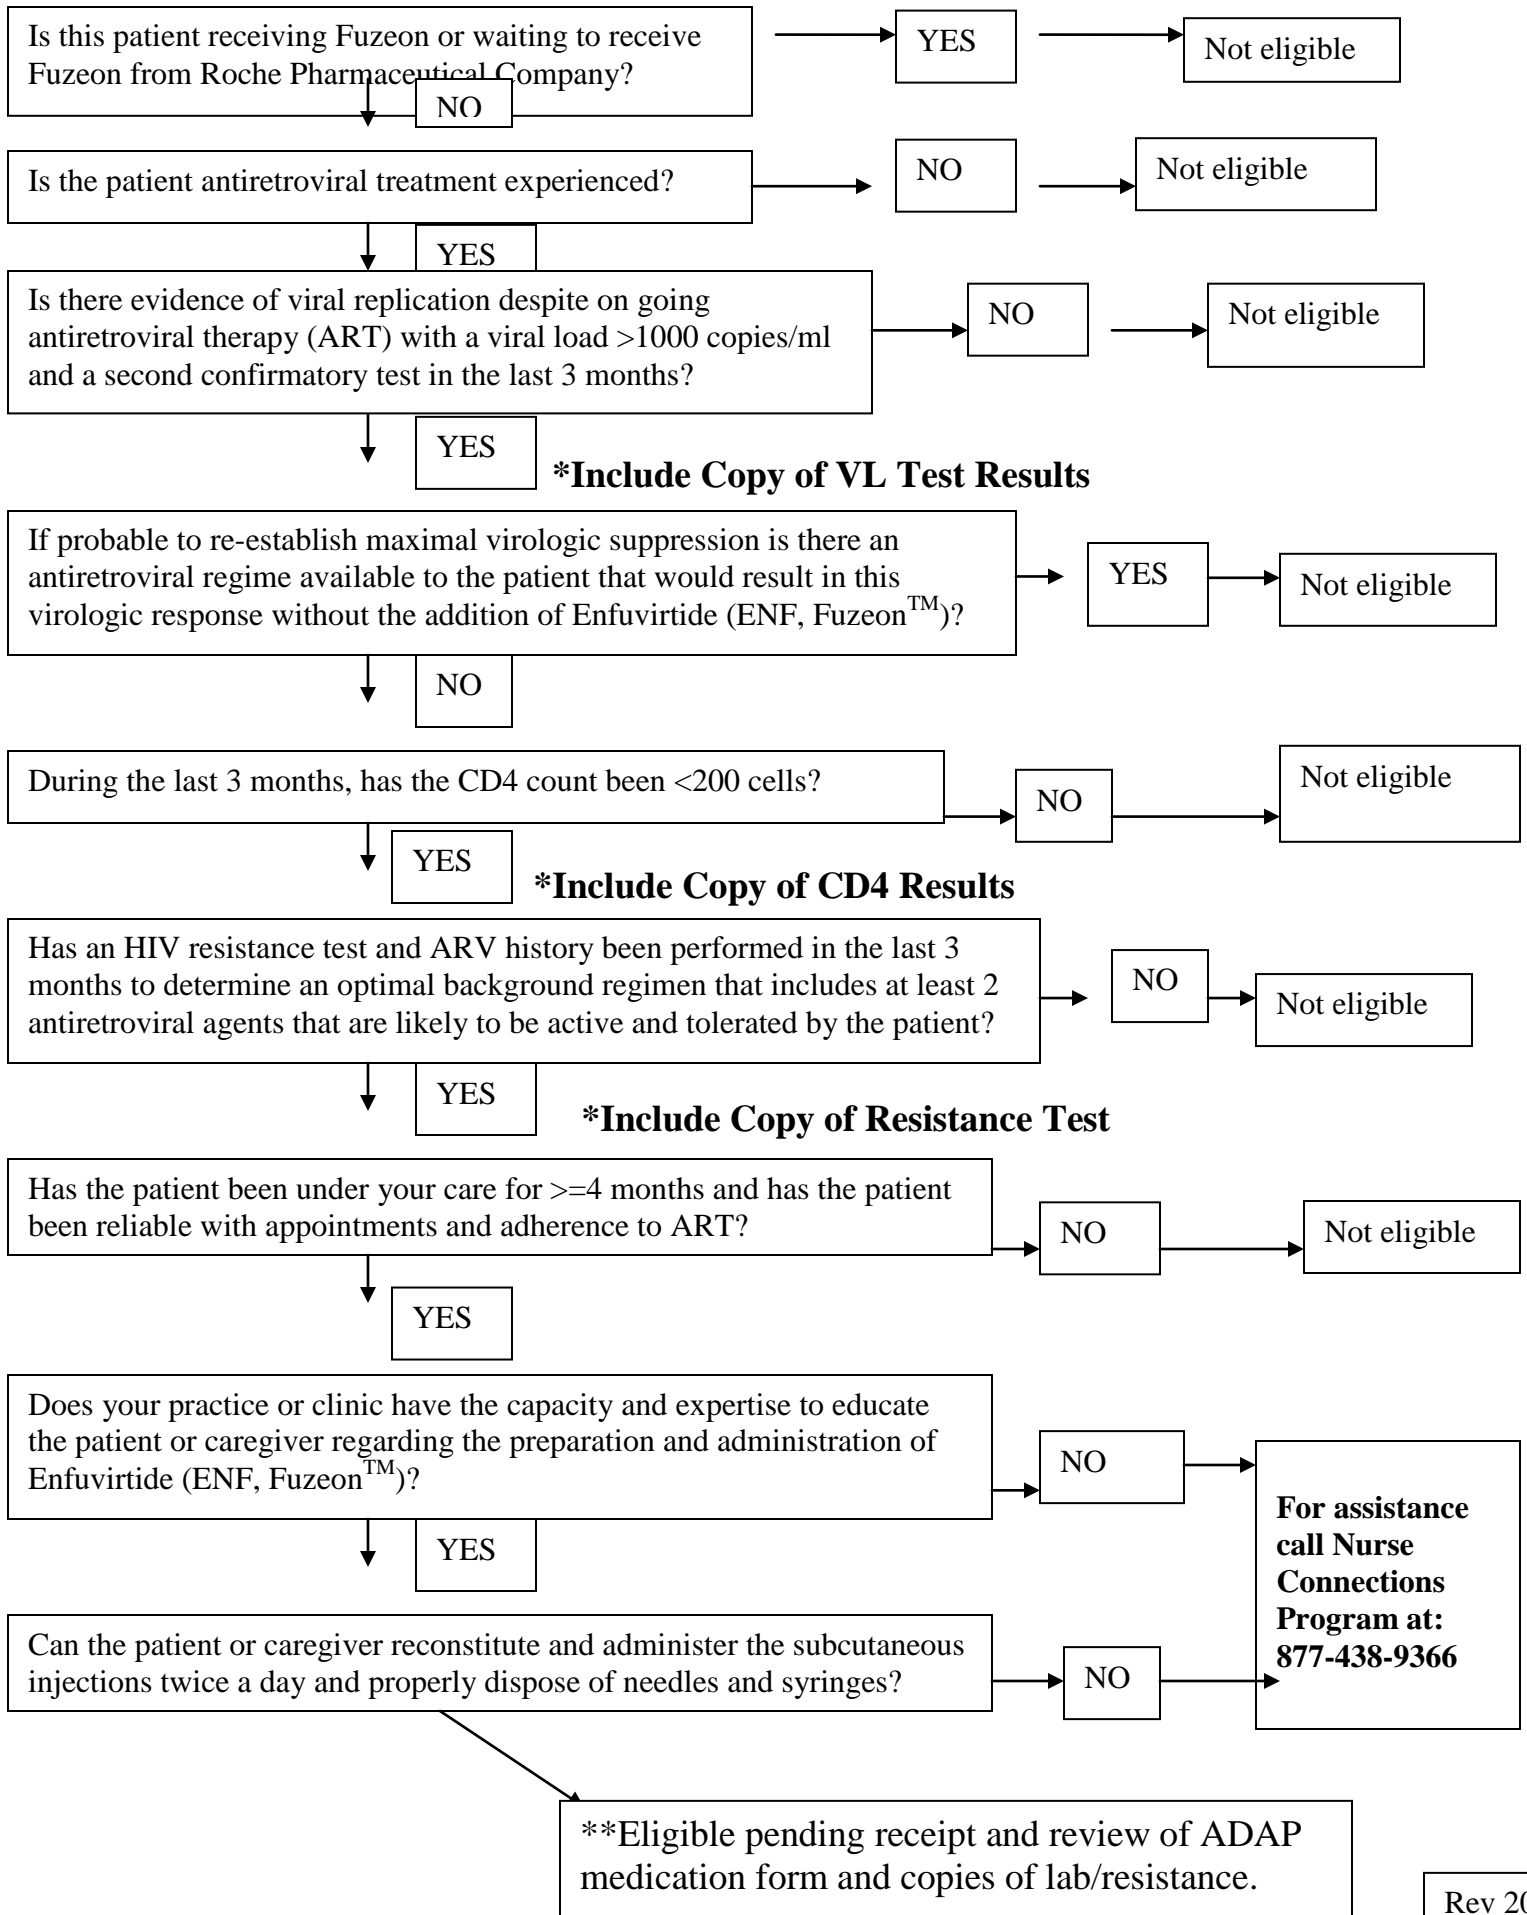 Is this patient receiving Fuzeon or waiting to receive
Fuzeon from Roche Pharmaceutical Company?
YES
Not eligible
NO
Is the patient antiretroviral treatment experienced?
NO
Not eligible
YES
Is there evidence of viral replication despite on going
antiretroviral therapy (ART) with a viral load >1000 copies/ml
and a second confirmatory test in the last 3 months?
NO
Not eligible
YES
*Include Copy of VL Test Results
If probable to re-establish maximal virologic suppression is there an
antiretroviral regime available to the patient that would result in this
virologic response without the addition of Enfuvirtide (ENF, Fuzeon™)?
YES
Not eligible
NO
During the last 3 months, has the CD4 count been <200 cells?
NO
Not eligible
YES
*Include Copy of CD4 Results
Has an HIV resistance test and ARV history been performed in the last 3
months to determine an optimal background regimen that includes at least 2
antiretroviral agents that are likely to be active and tolerated by the patient?
NO
Not eligible
YES
*Include Copy of Resistance Test
Has the patient been under your care for >=4 months and has the patient
been reliable with appointments and adherence to ART?
NO
Not eligible
YES
Does your practice or clinic have the capacity and expertise to educate
the patient or caregiver regarding the preparation and administration of
Enfuvirtide (ENF, Fuzeon™)?
NO
YES
For assistance
call Nurse
Connections
Program at:
877-438-9366
Can the patient or caregiver reconstitute and administer the subcutaneous
injections twice a day and properly dispose of needles and syringes?
NO
**Eligible pending receipt and review of ADAP
medication form and copies of lab/resistance.
Rev 20